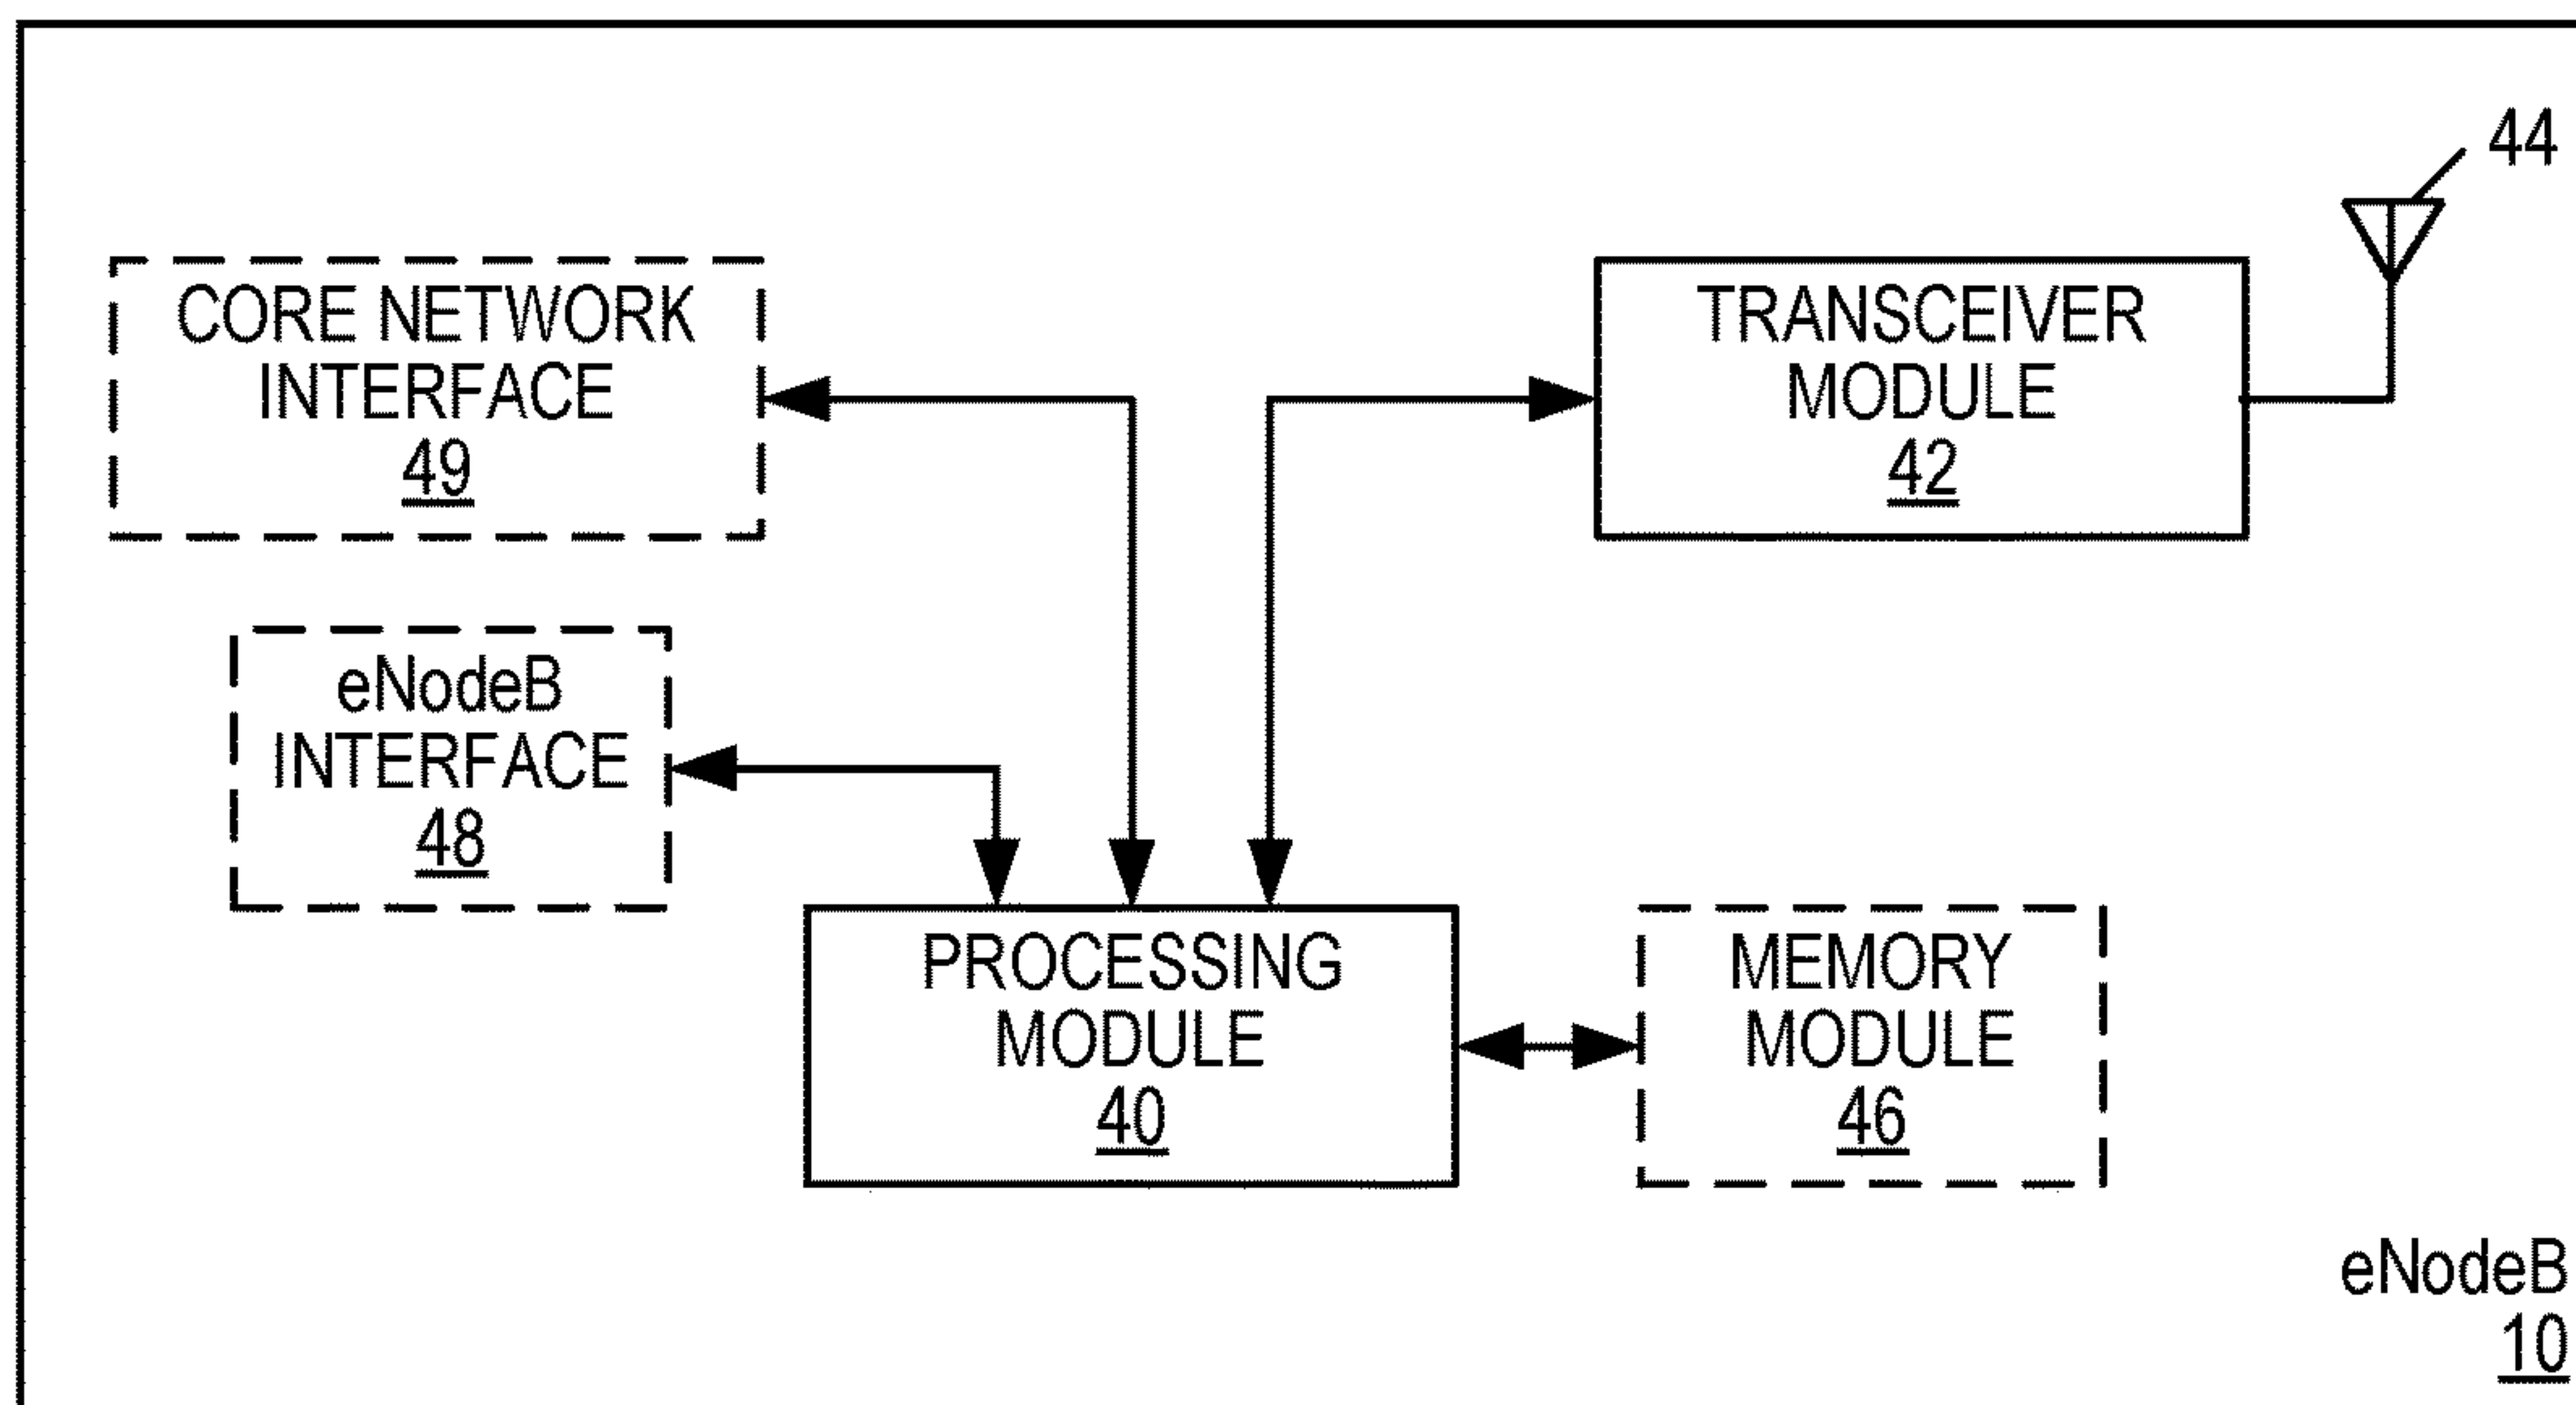 44
CORE NETWORK
INTERFACE
49
TRANSCEIVER
MODULE
42
eNodeB
INTERFACE
48
PROCESSING
MODULE
40
MEMORY
MODULE
46
eNodeB
10